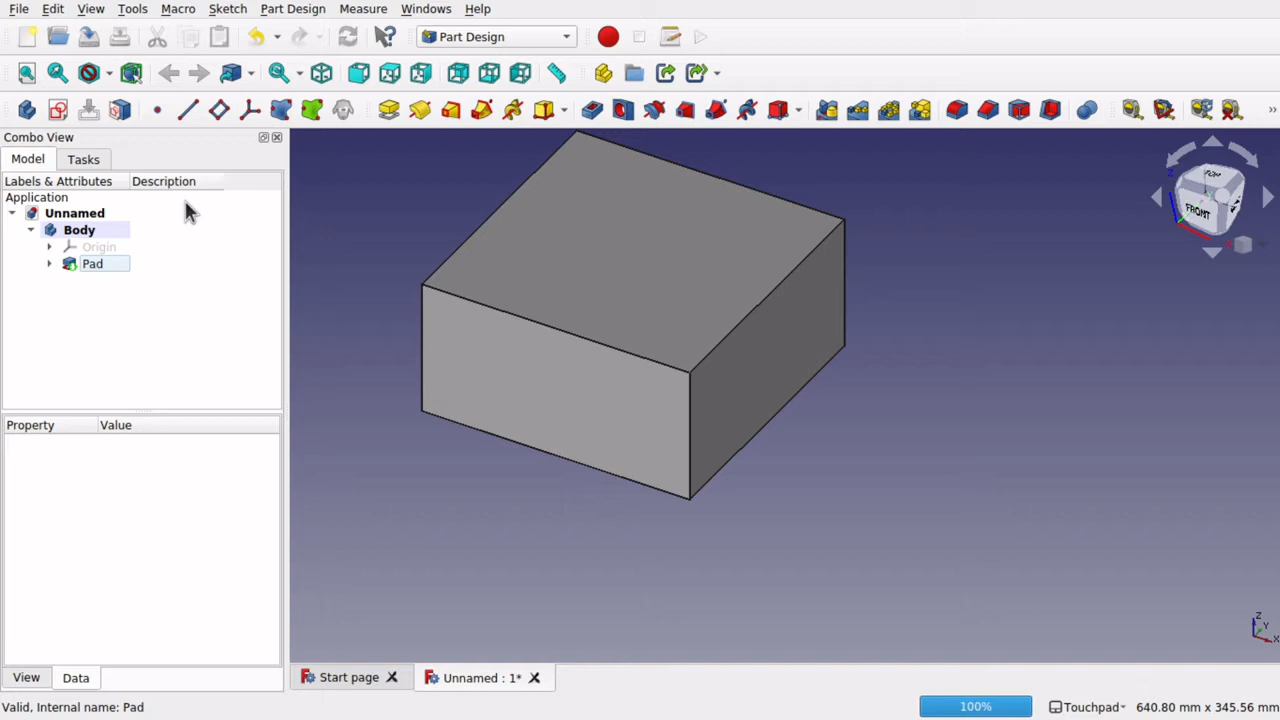 File Edit View Tools Macro Sketch Part Design Measure Windows Help
Part Design
Combo View
Model Tasks
Labels & Attributes Description
Application
Unnamed
Body
Origin
Pad
Property Value
View Data
TOP
FRONT
Z
X
Z
Y
X
Start page Unnamed : 1*
Valid, Internal name: Pad 100% Touchpad 640.80 mm x 345.56 mm